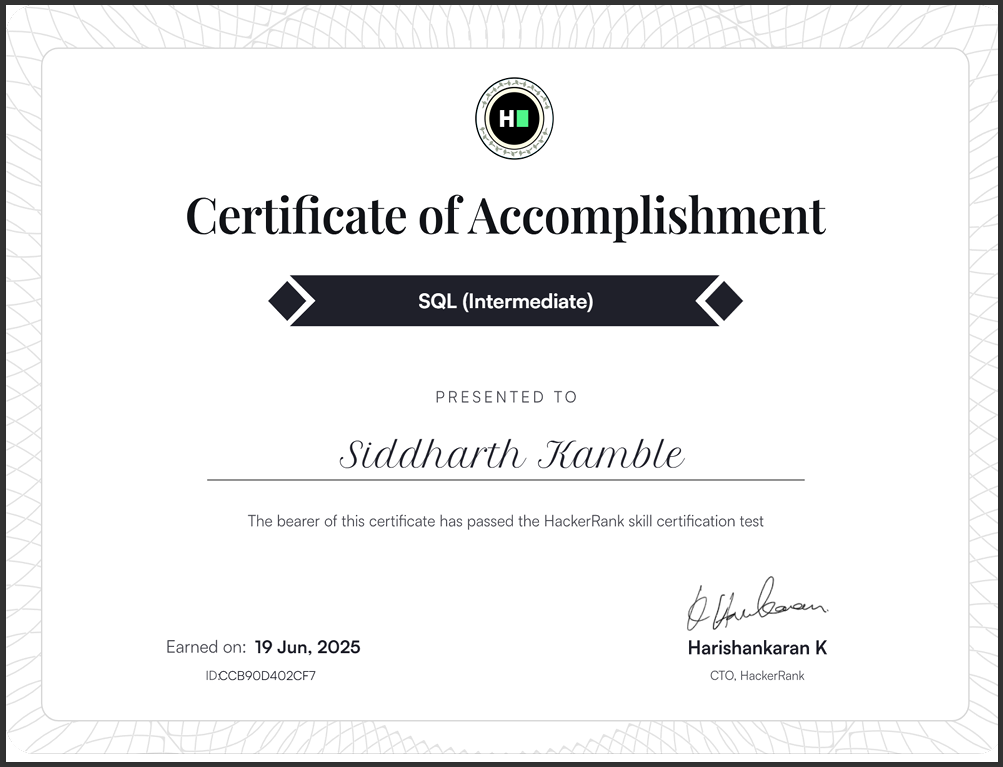 H
Certificate of Accomplishment
SQL (Intermediate)
PRESENTED TO
Siddharth Kamble
The bearer of this certificate has passed the HackerRank skill certification test
Earned on: 19 Jun, 2025
ID:CCB90D402CF7
Harishankaran K
CTO, HackerRank